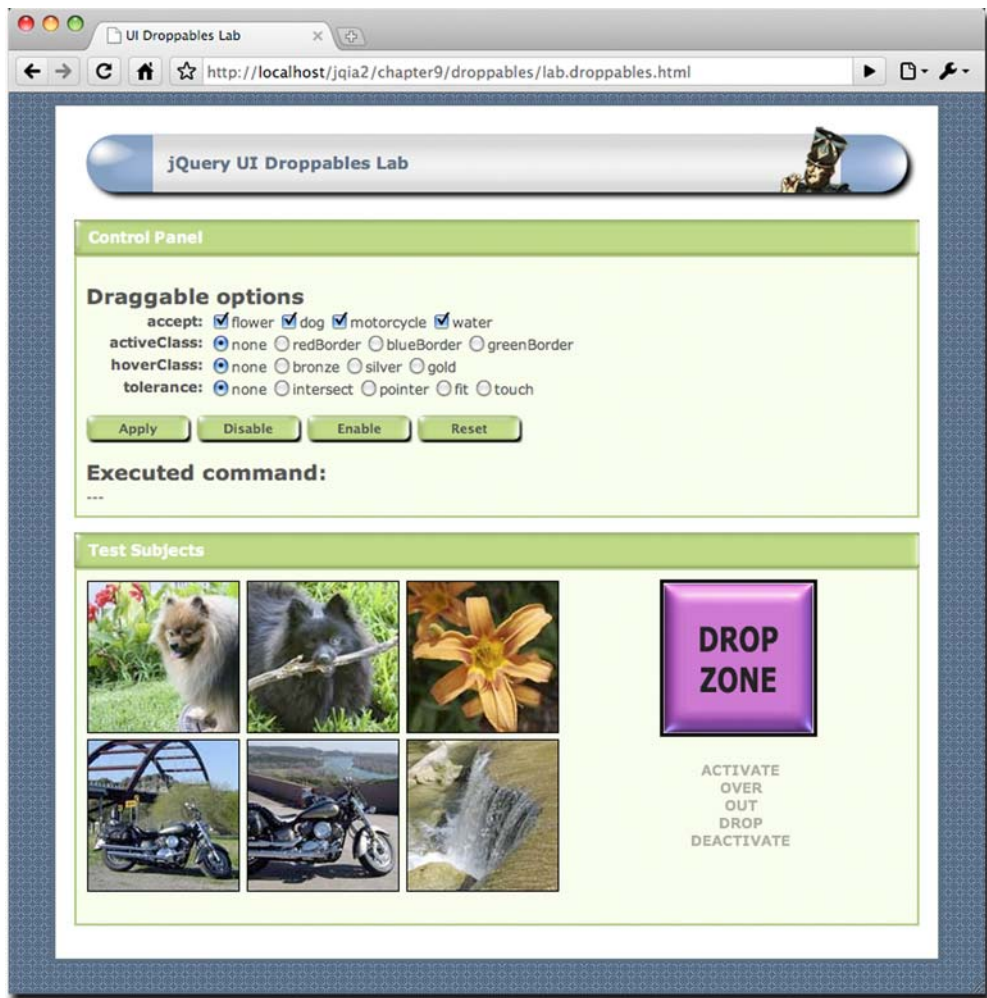 UI Droppables Lab
http://localhost/jqia2/chapter9/droppables/lab.droppables.html
jQuery UI Droppables Lab
Control Panel
Draggable options
accept: flower dog motorcycle water
activeClass: none redBorder blueBorder greenBorder
hoverClass: none bronze silver gold
tolerance: none intersect pointer fit touch
Apply Disable Enable Reset
Executed command:
---
Test Subjects
DROP
ZONE
ACTIVATE
OVER
OUT
DROP
DEACTIVATE